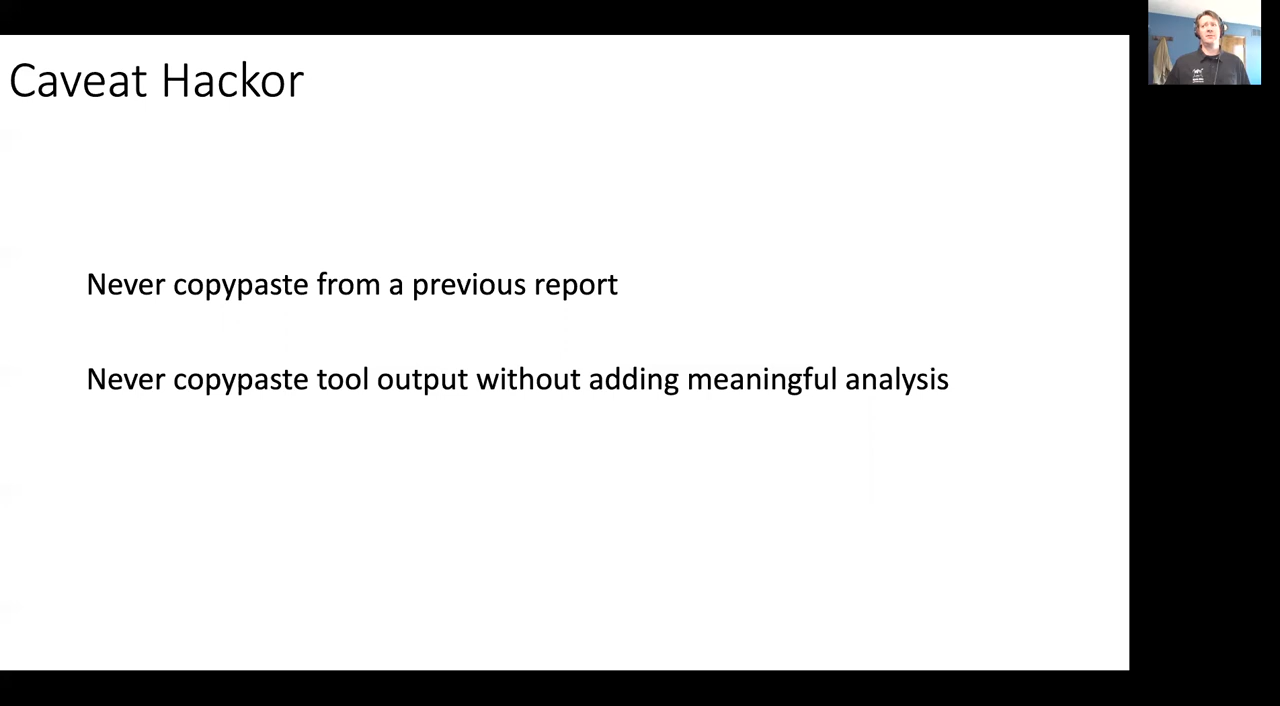 Caveat Hackor
Never copypaste from a previous report
Never copypaste tool output without adding meaningful analysis